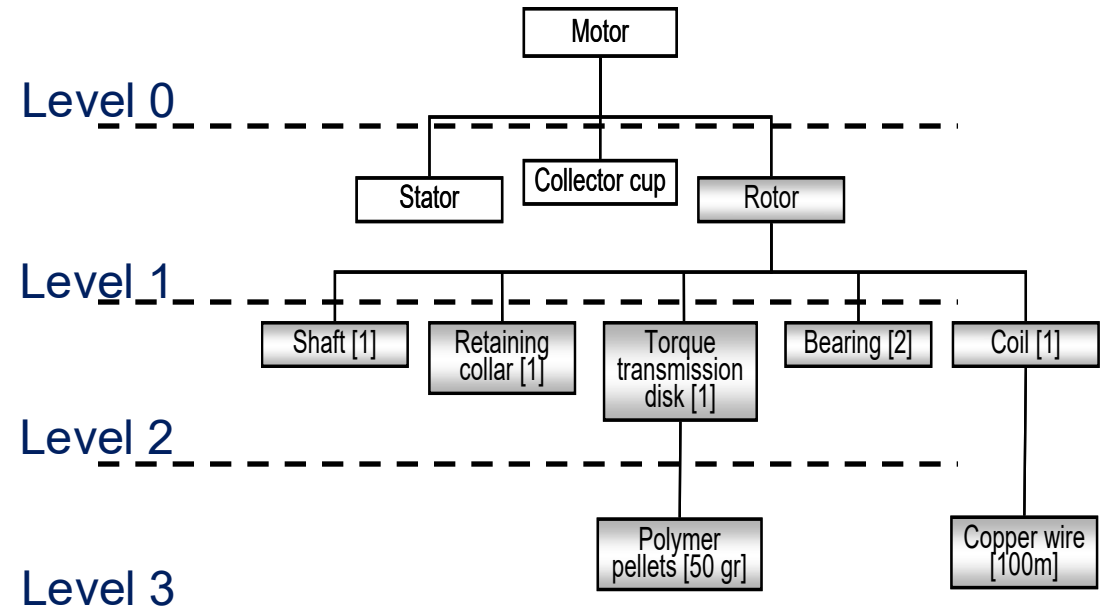 Motor
Level 0
Stator
Collector cup
Rotor
Level 1
Shaft [1]
Retaining
collar [1]
Torque
transmission
disk [1]
Bearing [2]
Coil [1]
Level 2
Polymer
pellets [50 gr]
Copper wire
[100m]
Level 3